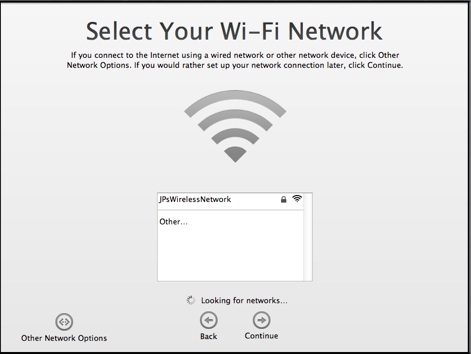 Select Your Wi-Fi Network
If you connect to the Internet using a wired network or other network device, click Other
Network Options. If you would rather set up your network connection later, click Continue.
JPsWirelessNetwork
Other...
Looking for networks...
Other Network Options
Back
Continue